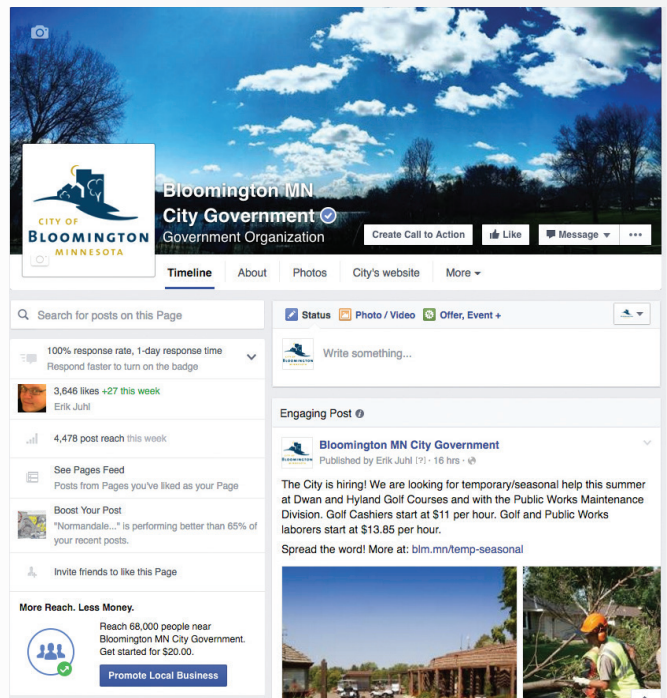 Bloomington MN
City Government
Government Organization
CITY OF
BLOOMINGTON
MINNESOTA
Create Call to Action
Like
Message
Timeline
About
Photos
City's website
More
Search for posts on this Page
100% response rate, 1-day response time
Respond faster to turn on the badge
3,646 likes +27 this week
Erik Juhl
4,478 post reach this week
See Pages Feed
Posts from Pages you've liked as your Page
Boost Your Post
"Normandale..." is performing better than 65% of
your recent posts.
Invite friends to like this Page
More Reach. Less Money.
Reach 68,000 people near
Bloomington MN City Government.
Get started for $20.00.
Promote Local Business
Status
Photo / Video
Offer, Event +
BLOOMINGTON
Write something...
Engaging Post
BLOOMINGTON
Bloomington MN City Government
Published by Erik Juhl [?] · 16 hrs ·
The City is hiring! We are looking for temporary/seasonal help this summer
at Dwan and Hyland Golf Courses and with the Public Works Maintenance
Division. Golf Cashiers start at $11 per hour. Golf and Public Works
laborers start at $13.85 per hour.
Spread the word! More at: blm.mn/temp-seasonal